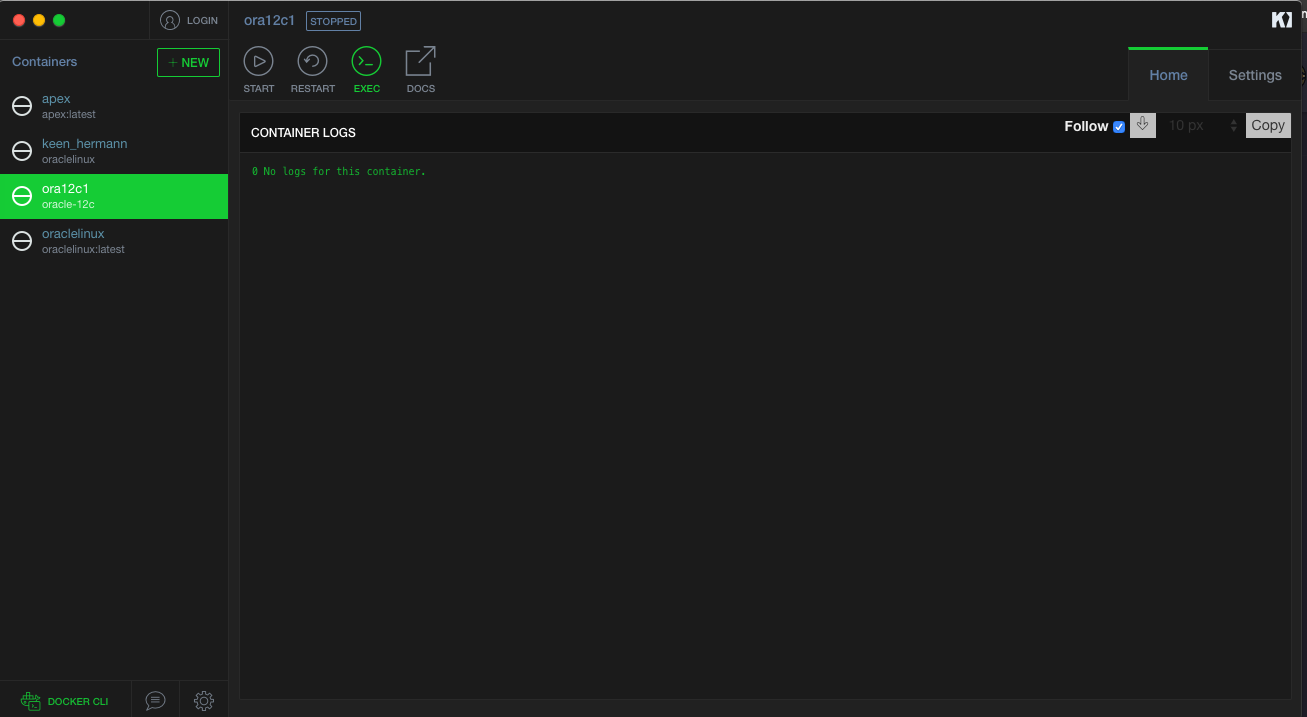 LOGIN
Containers
+ NEW
apex
apex:latest
keen_hermann
oraclelinux
ora12c1
oracle-12c
oraclelinux
oraclelinux:latest
DOCKER CLI
ora12c1 STOPPED
START RESTART EXEC DOCS
Home Settings
CONTAINER LOGS
Follow 10 px Copy
0 No logs for this container.